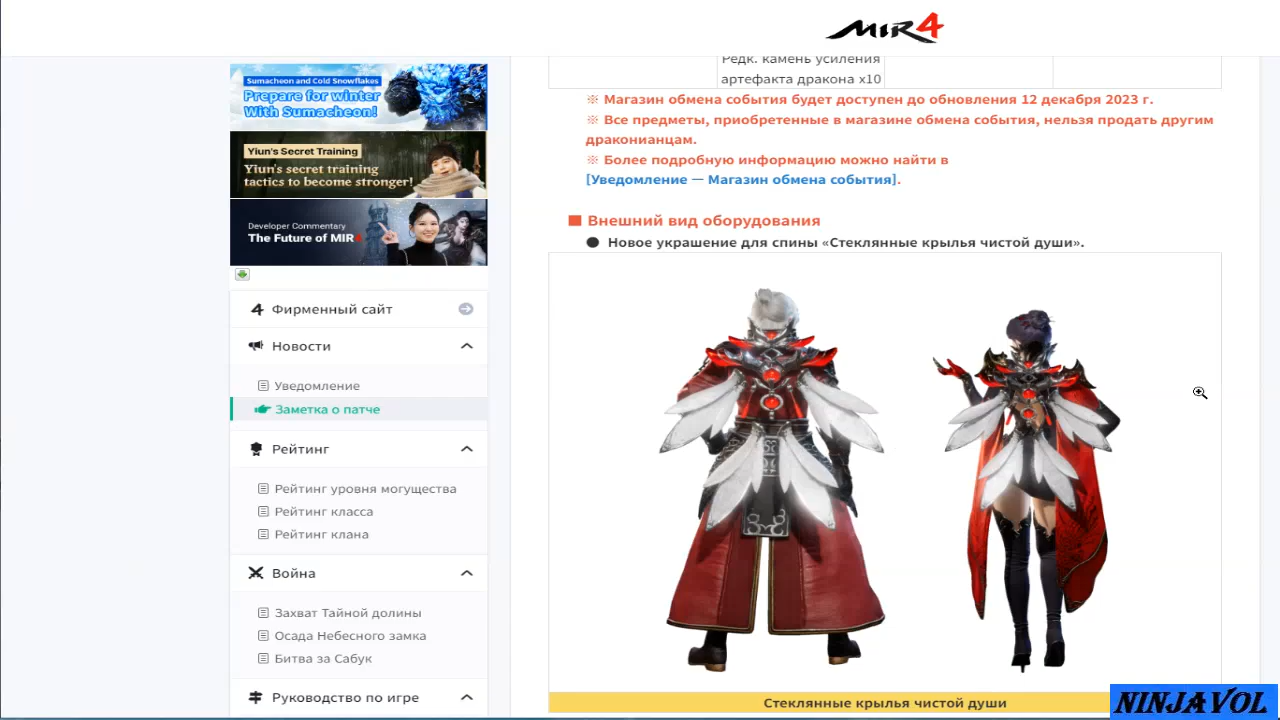 MIR4
Sumacheon and Cold Snowflakes
Prepare for winter
With Sumacheon!
Yiun's Secret Training
Yiun's secret training
tactics to become stronger!
Developer Commentary
The Future of MIR4
Фирменный сайт
Новости
Уведомление
Заметка о патче
Рейтинг
Рейтинг уровня могущества
Рейтинг класса
Рейтинг клана
Война
Захват Тайной долины
Осада Небесного замка
Битва за Сабук
Руководство по игре
Редк. камень усиления
артефакта дракона x10
※ Магазин обмена события будет доступен до обновления 12 декабря 2023 г.
※ Все предметы, приобретенные в магазине обмена события, нельзя продать другим
драконианцам.
※ Более подробную информацию можно найти в
[Уведомление — Магазин обмена события].
■ Внешний вид оборудования
● Новое украшение для спины «Стеклянные крылья чистой души».
Стеклянные крылья чистой души
NINJAVOL